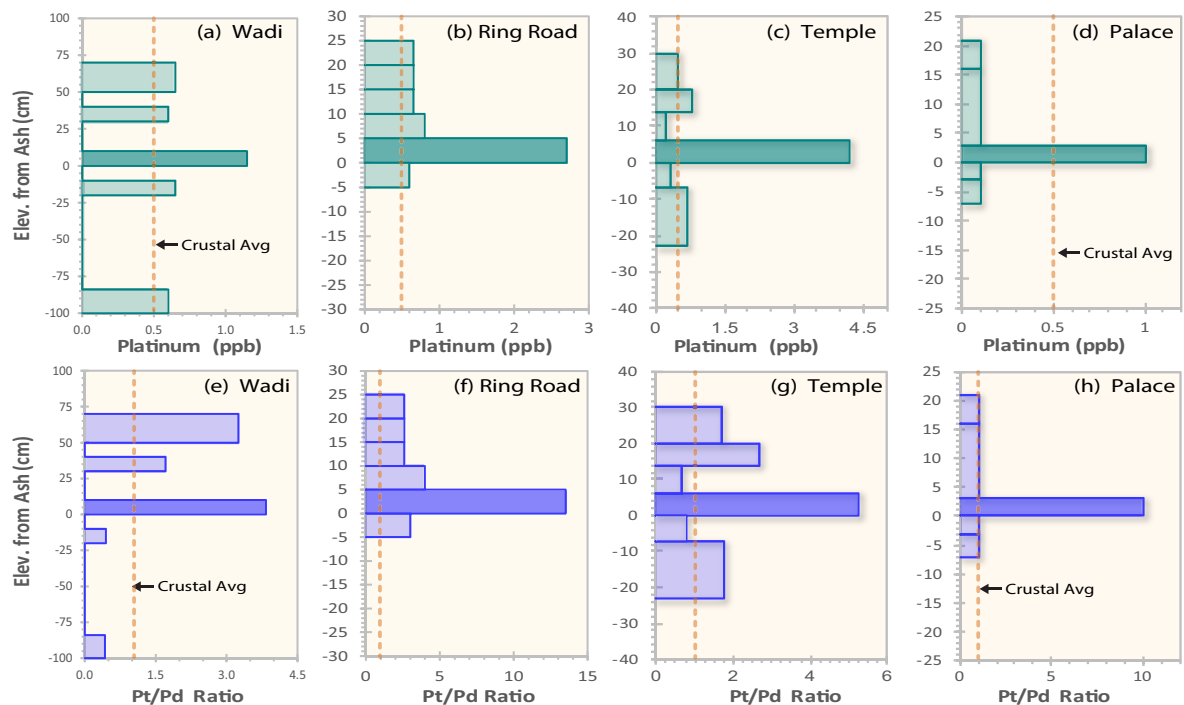 (a) Wadi
100
75
50
25
0
-25
-50
-75
-100
Elev. from Ash (cm)
Crustal Avg
0.0 0.5 1.0 1.5
Platinum (ppb)
(b) Ring Road
30
25
20
15
10
5
0
-5
-10
-15
-20
-25
-30
0 1 2 3
Platinum (ppb)
(c) Temple
40
30
20
10
0
-10
-20
-30
-40
0 1.5 3 4.5
Platinum (ppb)
(d) Palace
25
20
15
10
5
0
-5
-10
-15
-20
-25
Crustal Avg
0 0.5 1
Platinum (ppb)
(e) Wadi
100
75
50
25
0
-25
-50
-75
-100
Elev. from Ash (cm)
Crustal Avg
0.0 1.5 3.0 4.5
Pt/Pd Ratio
(f) Ring Road
30
25
20
15
10
5
0
-5
-10
-15
-20
-25
-30
0 5 10 15
Pt/Pd Ratio
(g) Temple
40
30
20
10
0
-10
-20
-30
-40
0 2 4 6
Pt/Pd Ratio
(h) Palace
25
20
15
10
5
0
-5
-10
-15
-20
-25
Crustal Avg
0 5 10
Pt/Pd Ratio